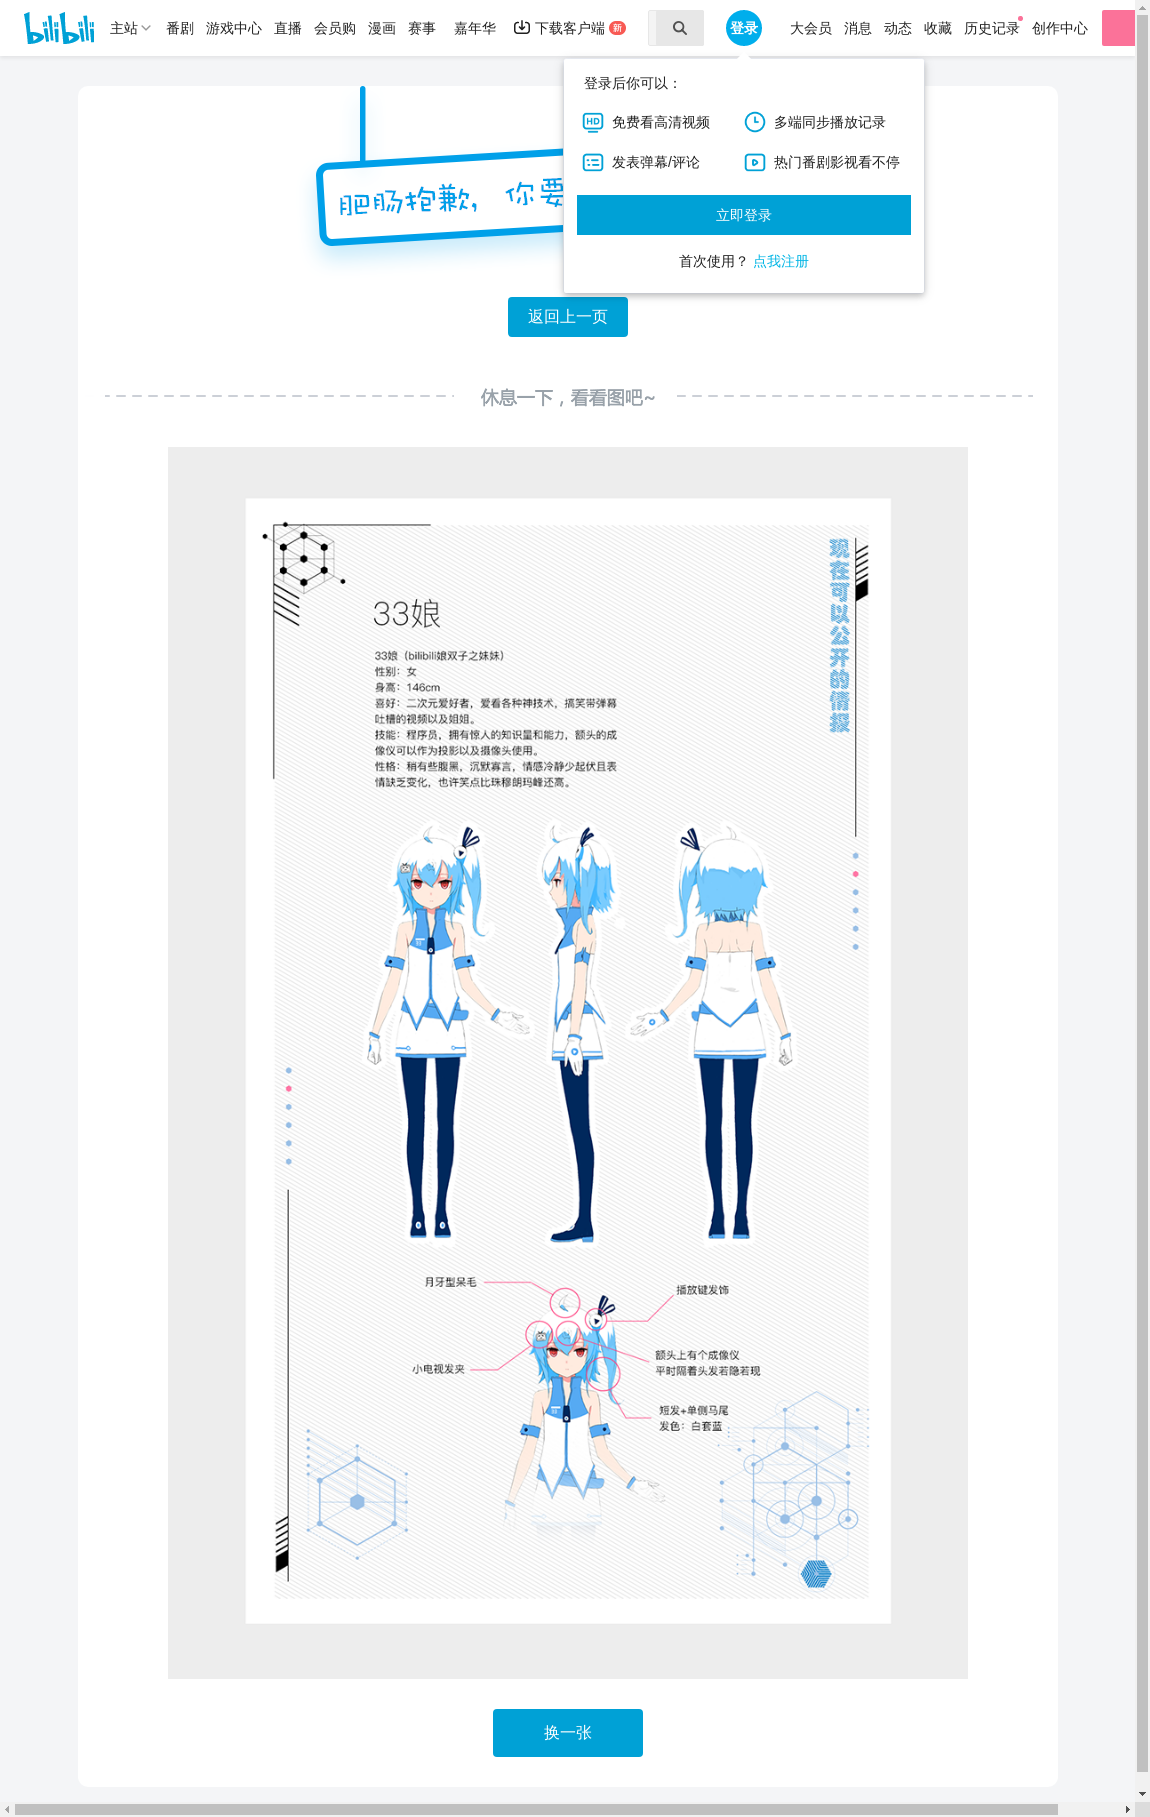 bilibili 主站 番剧 游戏中心 直播 会员购 漫画 赛事 嘉年华 下载客户端 新 登录 大会员 消息 动态 收藏 历史记录 创作中心
登录后你可以：
HD 免费看高清视频 多端同步播放记录
发表弹幕/评论 热门番剧影视看不停
立即登录
首次使用？ 点我注册
肥肠抱歉，你要
返回上一页
休息一下，看看图吧~
现在可以公开的情报
33娘
33娘（bilibili娘双子之妹妹）
性别：女
身高：146cm
喜好：二次元爱好者，爱看各种神技术，搞笑带弹幕
吐槽的视频以及姐姐。
技能：程序员，拥有惊人的知识量和能力，额头的成
像仪可以作为投影以及摄像头使用。
性格：稍有些腹黑，沉默寡言，情感冷静少起伏且表
情缺乏变化，也许笑点比珠穆朗玛峰还高。
月牙型呆毛
播放键发饰
小电视发夹
额头上有个成像仪
平时隔着头发若隐若现
短发+单侧马尾
发色：白套蓝
换一张